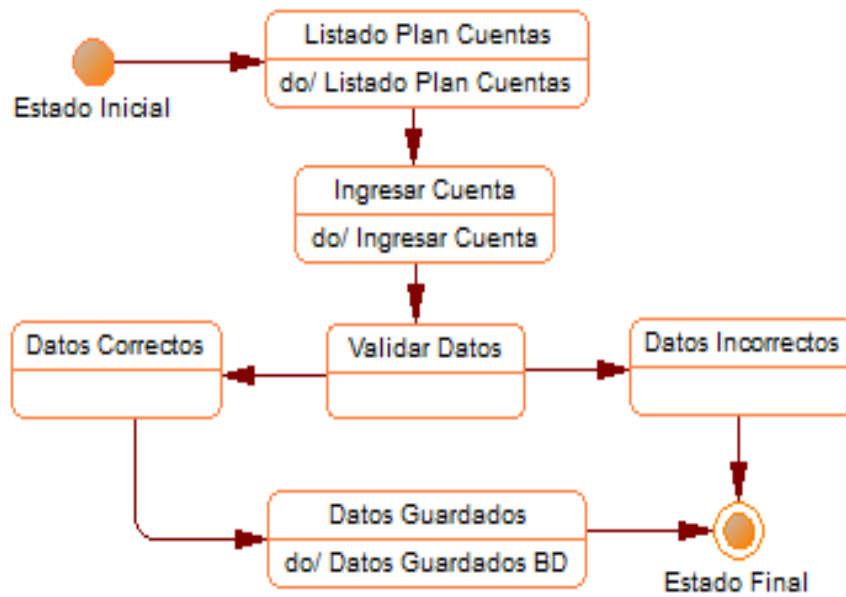 Listado Plan Cuentas
do/ Listado Plan Cuentas
Estado Inicial
Ingresar Cuenta
do/ Ingresar Cuenta
Datos Correctos
Validar Datos
Datos Incorrectos
Datos Guardados
do/ Datos Guardados BD
Estado Final